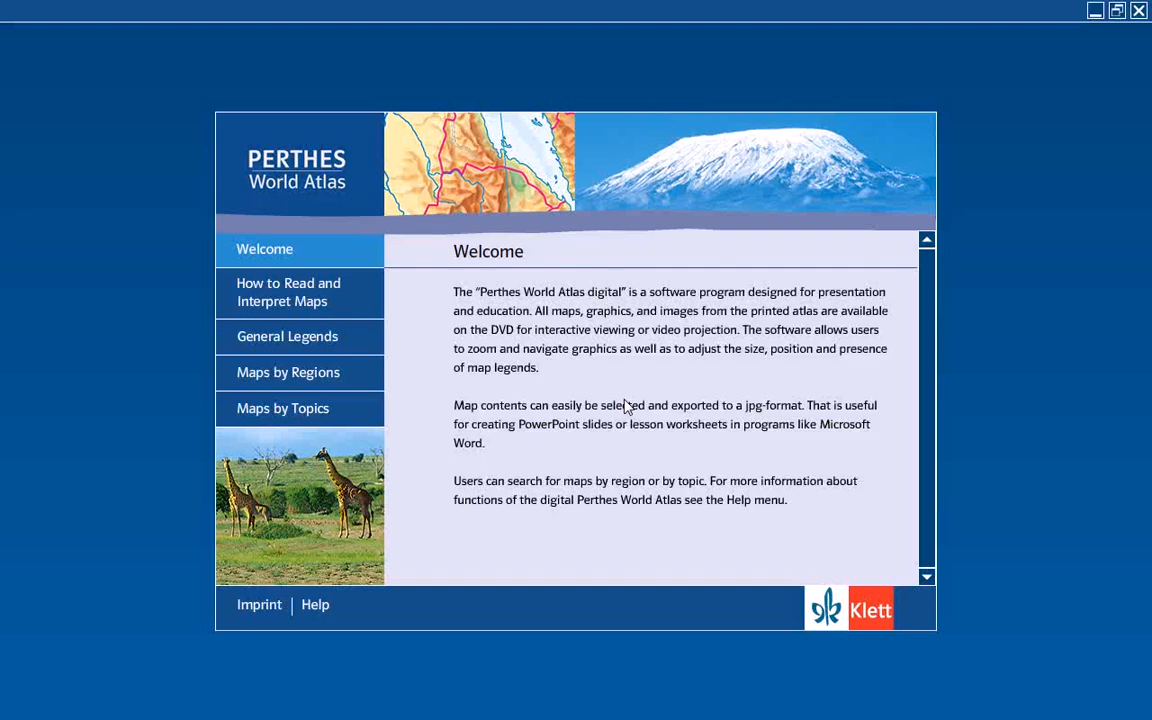 PERTHES
World Atlas
Welcome
How to Read and
Interpret Maps
General Legends
Maps by Regions
Maps by Topics
Welcome
The “Perthes World Atlas digital” is a software program designed for presentation
and education. All maps, graphics, and images from the printed atlas are available
on the DVD for interactive viewing or video projection. The software allows users
to zoom and navigate graphics as well as to adjust the size, position and presence
of map legends.
Map contents can easily be selected and exported to a jpg-format. That is useful
for creating PowerPoint slides or lesson worksheets in programs like Microsoft
Word.
Users can search for maps by region or by topic. For more information about
functions of the digital Perthes World Atlas see the Help menu.
Imprint | Help
Klett